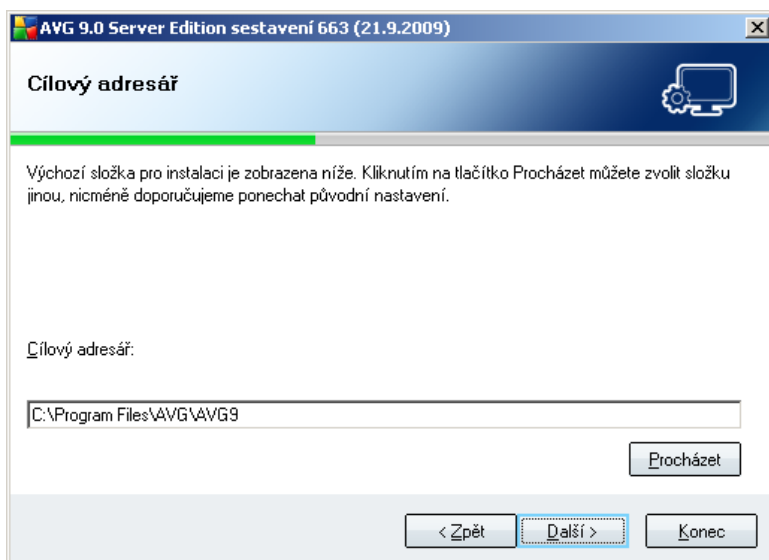 AVG 9.0 Server Edition sestavení 663 (21.9.2009)
Cílový adresář
Výchozí složka pro instalaci je zobrazena níže. Kliknutím na tlačítko Procházet můžete zvolit složku
jinou, nicméně doporučujeme ponechat původní nastavení.
Cílový adresář:
C:\Program Files\AVG\AVG9
Procházet
< Zpět
Další >
Konec